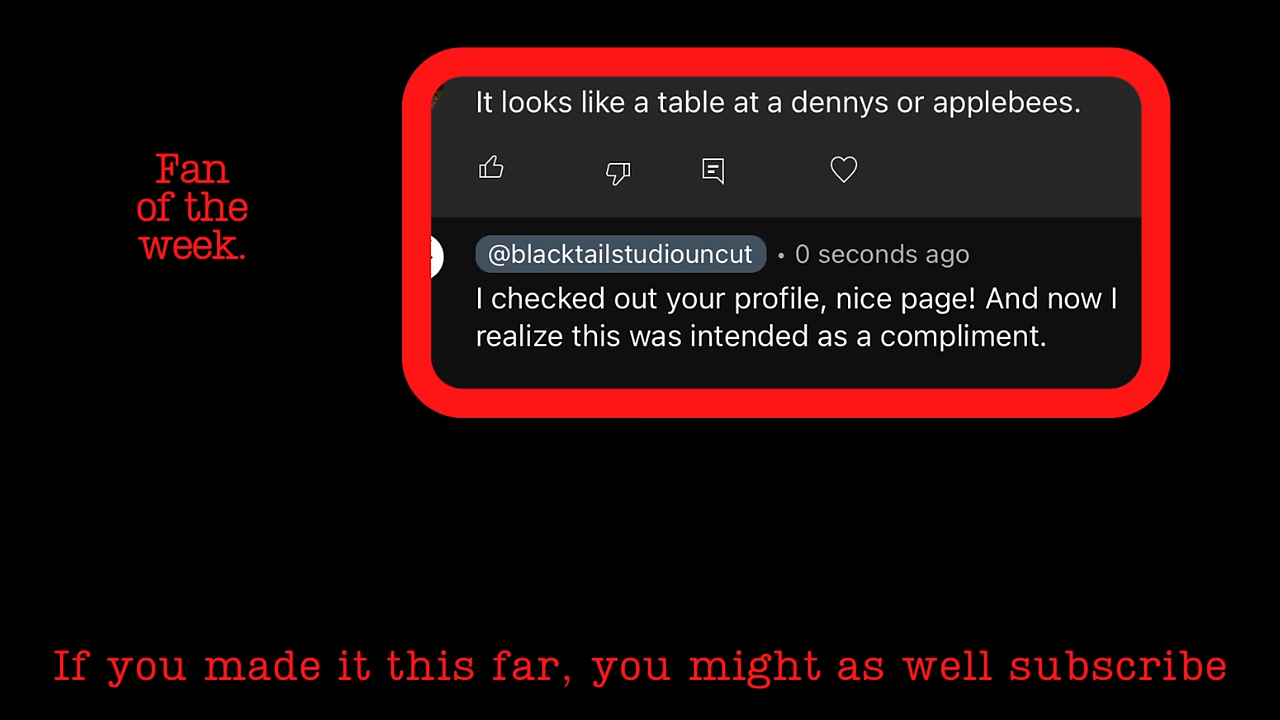 Fan
of the
week.
It looks like a table at a dennys or applebees.
@blacktailstudiouncut • 0 seconds ago
I checked out your profile, nice page! And now I
realize this was intended as a compliment.
If you made it this far, you might as well subscribe